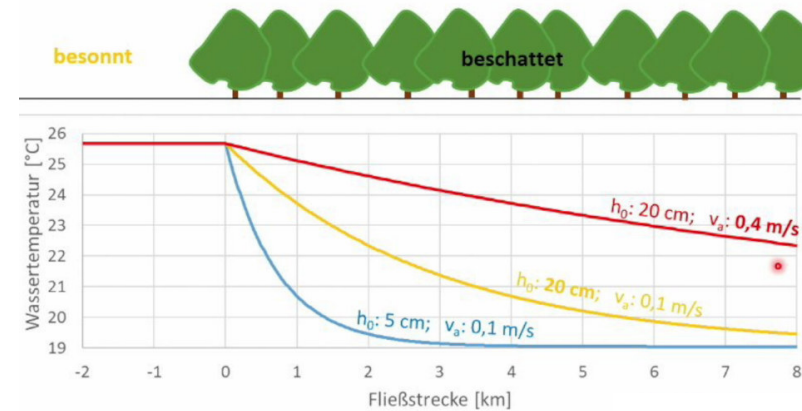 besonnt
beschattet
Wassertemperatur [°C]
26
25
24
23
22
21
20
19
h₀: 20 cm; vₐ: 0,4 m/s
h₀: 20 cm; vₐ: 0,1 m/s
h₀: 5 cm; vₐ: 0,1 m/s
-2 -1 0 1 2 3 4 5 6 7 8
Fließstrecke [km]